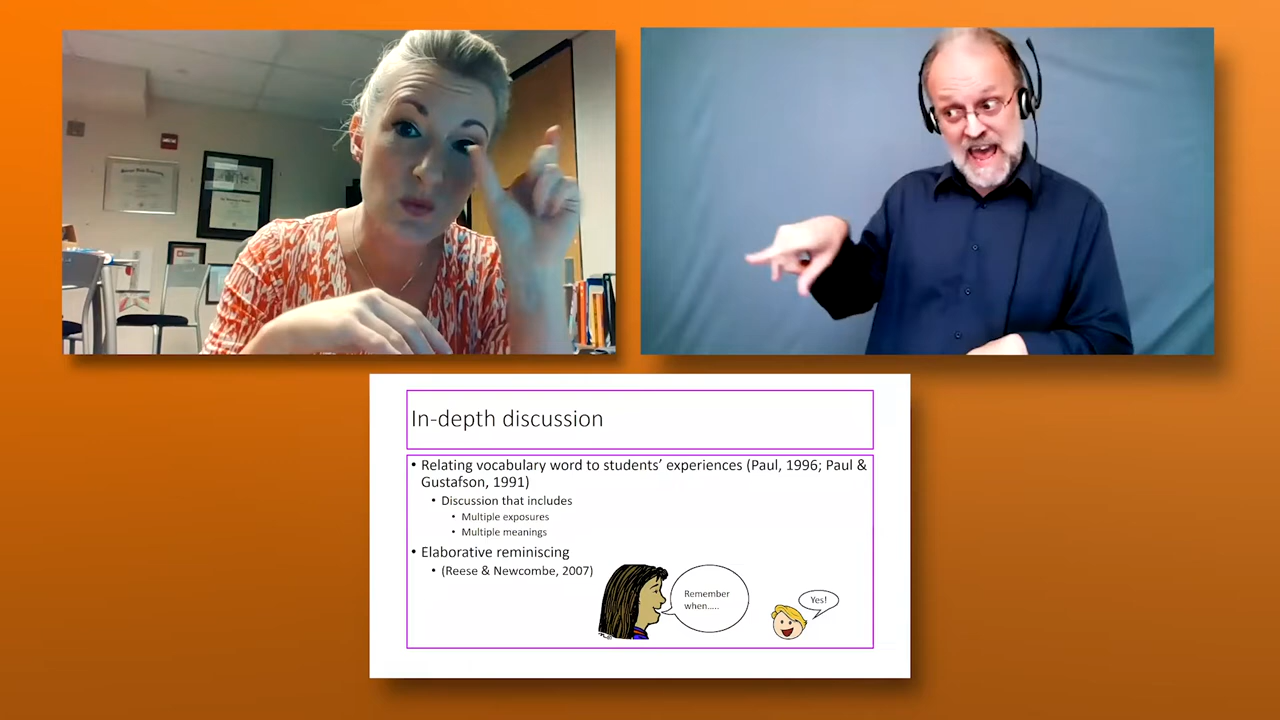 In-depth discussion
• Relating vocabulary word to students’ experiences (Paul, 1996; Paul &
Gustafson, 1991)
• Discussion that includes
• Multiple exposures
• Multiple meanings
• Elaborative reminiscing
• (Reese & Newcombe, 2007)
Remember
when.....
Yes!